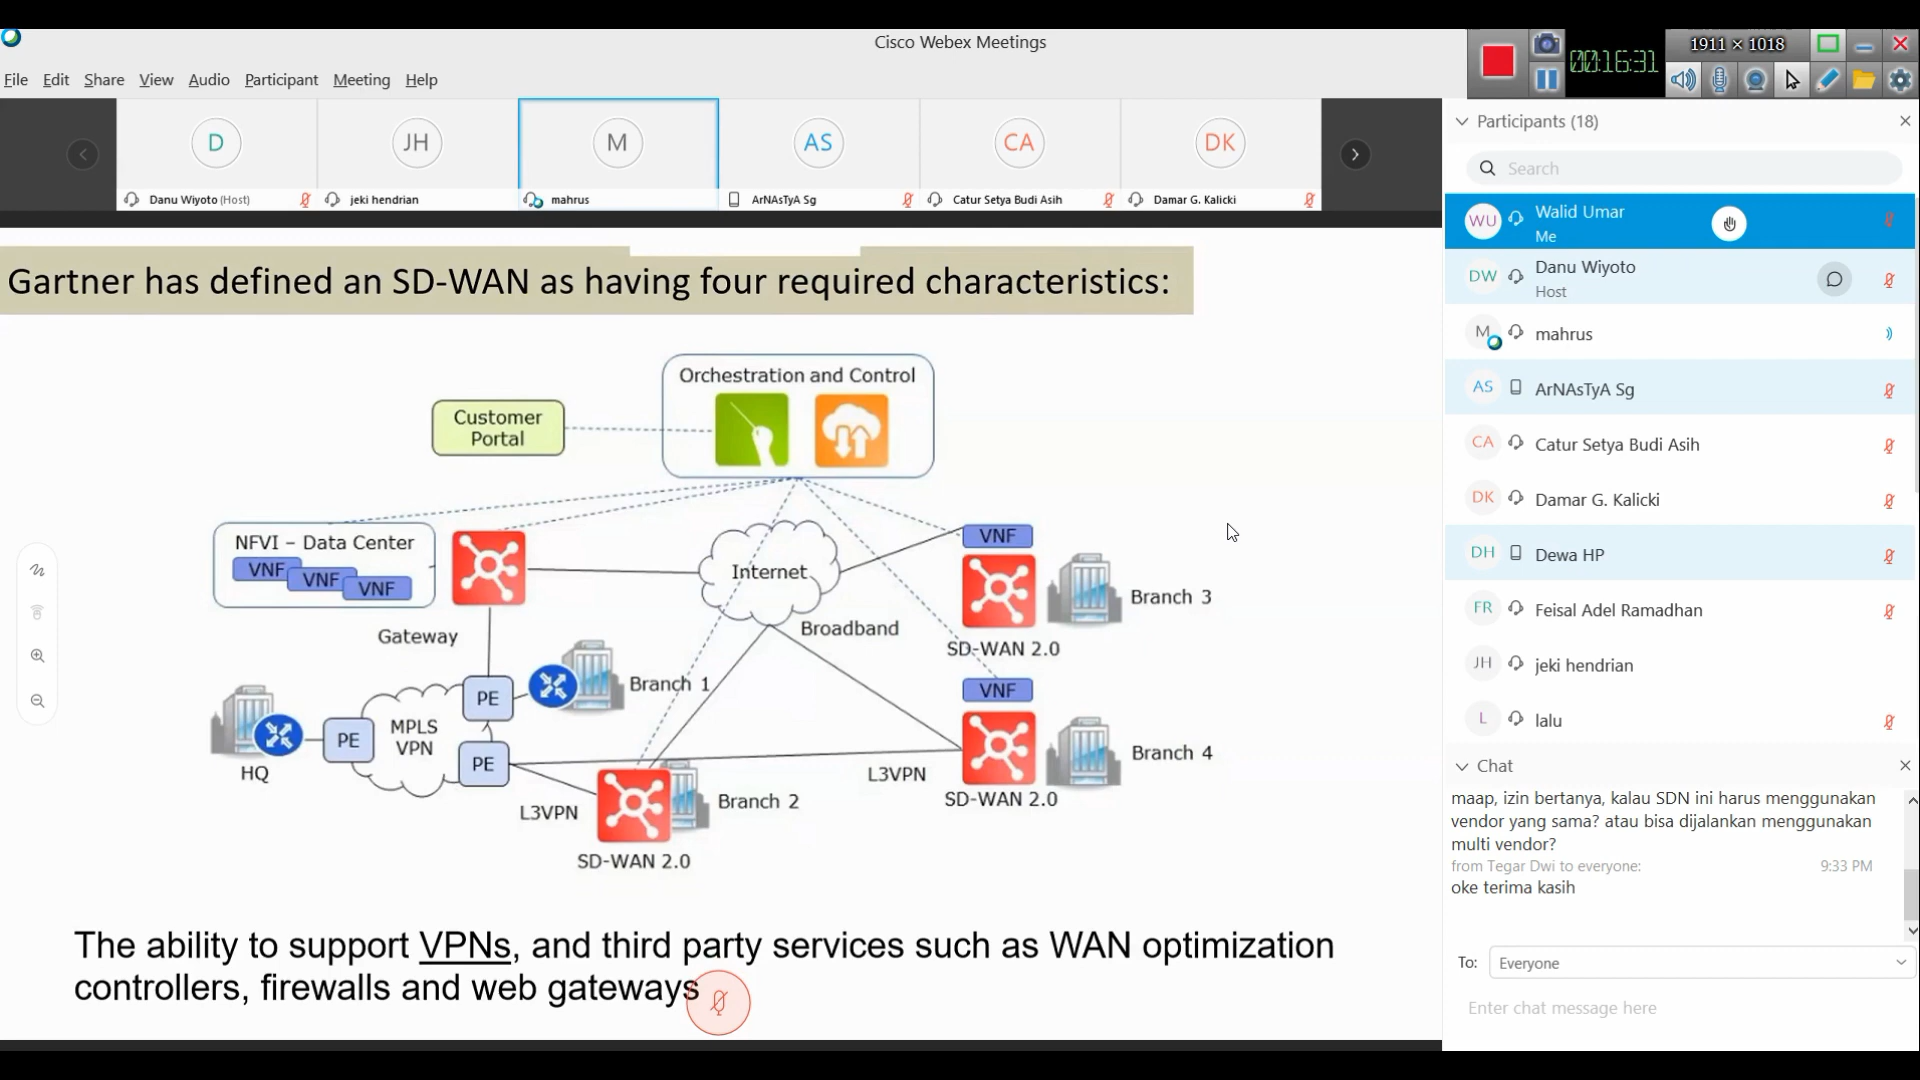 Cisco Webex Meetings
00:16:31
1911 × 1018
File Edit Share View Audio Participant Meeting Help
D
JH
M
AS
CA
DK
Danu Wiyoto (Host)
jeki hendrian
mahrus
ArNAsTyA Sg
Catur Setya Budi Asih
Damar G. Kalicki
Gartner has defined an SD-WAN as having four required characteristics:
Orchestration and Control
Customer
Portal
NFVI – Data Center
VNF
VNF
VNF
Gateway
Internet
Broadband
VNF
Branch 3
SD-WAN 2.0
VNF
Branch 4
SD-WAN 2.0
PE
Branch 1
HQ
PE
MPLS
VPN
PE
L3VPN
L3VPN
Branch 2
SD-WAN 2.0
The ability to support VPNs, and third party services such as WAN optimization
controllers, firewalls and web gateways
Participants (18)
Search
WU
Walid Umar
Me
DW
Danu Wiyoto
Host
M
mahrus
AS
ArNAsTyA Sg
CA
Catur Setya Budi Asih
DK
Damar G. Kalicki
DH
Dewa HP
FR
Feisal Adel Ramadhan
JH
jeki hendrian
L
lalu
Chat
maap, izin bertanya, kalau SDN ini harus menggunakan
vendor yang sama? atau bisa dijalankan menggunakan
multi vendor?
from Tegar Dwi to everyone: 9:33 PM
oke terima kasih
To: Everyone
Enter chat message here